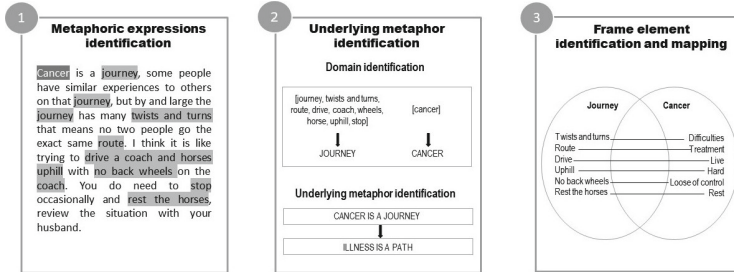 1
Metaphoric expressions
identification
Cancer is a journey, some people
have similar experiences to others
on that journey, but by and large the
journey has many twists and turns
that means no two people go the
exact same route. I think it is like
trying to drive a coach and horses
uphill with no back wheels on the
coach. You do need to stop
occasionally and rest the horses,
review the situation with your
husband.
2
Underlying metaphor
identification
Domain identification
[journey, twists and turns,
route, drive, coach, wheels,
horse, uphill, stop]
[cancer]
JOURNEY
CANCER
Underlying metaphor identification
CANCER IS A JOURNEY
ILLNESS IS A PATH
3
Frame element
identification and mapping
Journey Cancer
Twists and turns Difficulties
Route Treatment
Drive Live
Uphill Hard
No back wheels Loose of control
Rest the horses Rest